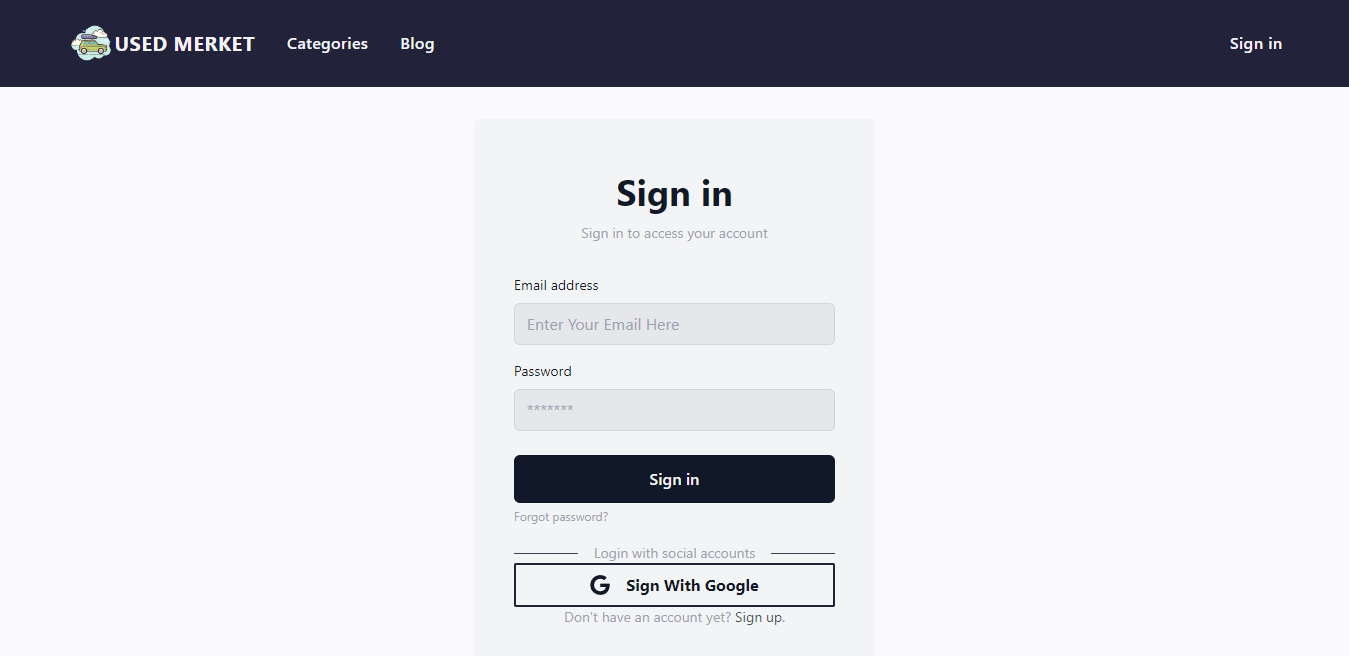 USED MERKET Categories Blog Sign in
Sign in
Sign in to access your account
Email address
Enter Your Email Here
Password
*******
Sign in
Forgot password?
Login with social accounts
G Sign With Google
Don't have an account yet? Sign up.